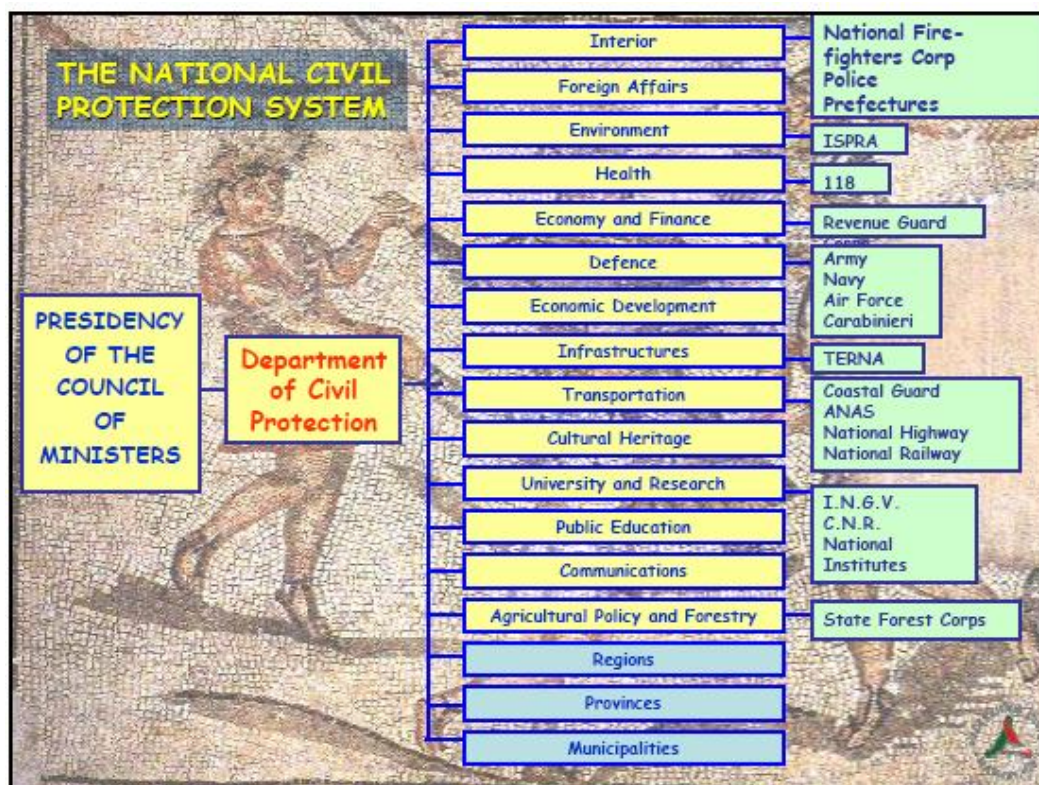 THE NATIONAL CIVIL
PROTECTION SYSTEM
PRESIDENCY
OF THE
COUNCIL
OF
MINISTERS
Department
of Civil
Protection
Interior
Foreign Affairs
Environment
Health
Economy and Finance
Defence
Economic Development
Infrastructures
Transportation
Cultural Heritage
University and Research
Public Education
Communications
Agricultural Policy and Forestry
Regions
Provinces
Municipalities
National Fire-
fighters Corp
Police
Prefectures
ISPRA
118
Revenue Guard
Army
Navy
Air Force
Carabinieri
TERNA
Coastal Guard
ANAS
National Highway
National Railway
I.N.G.V.
C.N.R.
National
Institutes
State Forest Corps